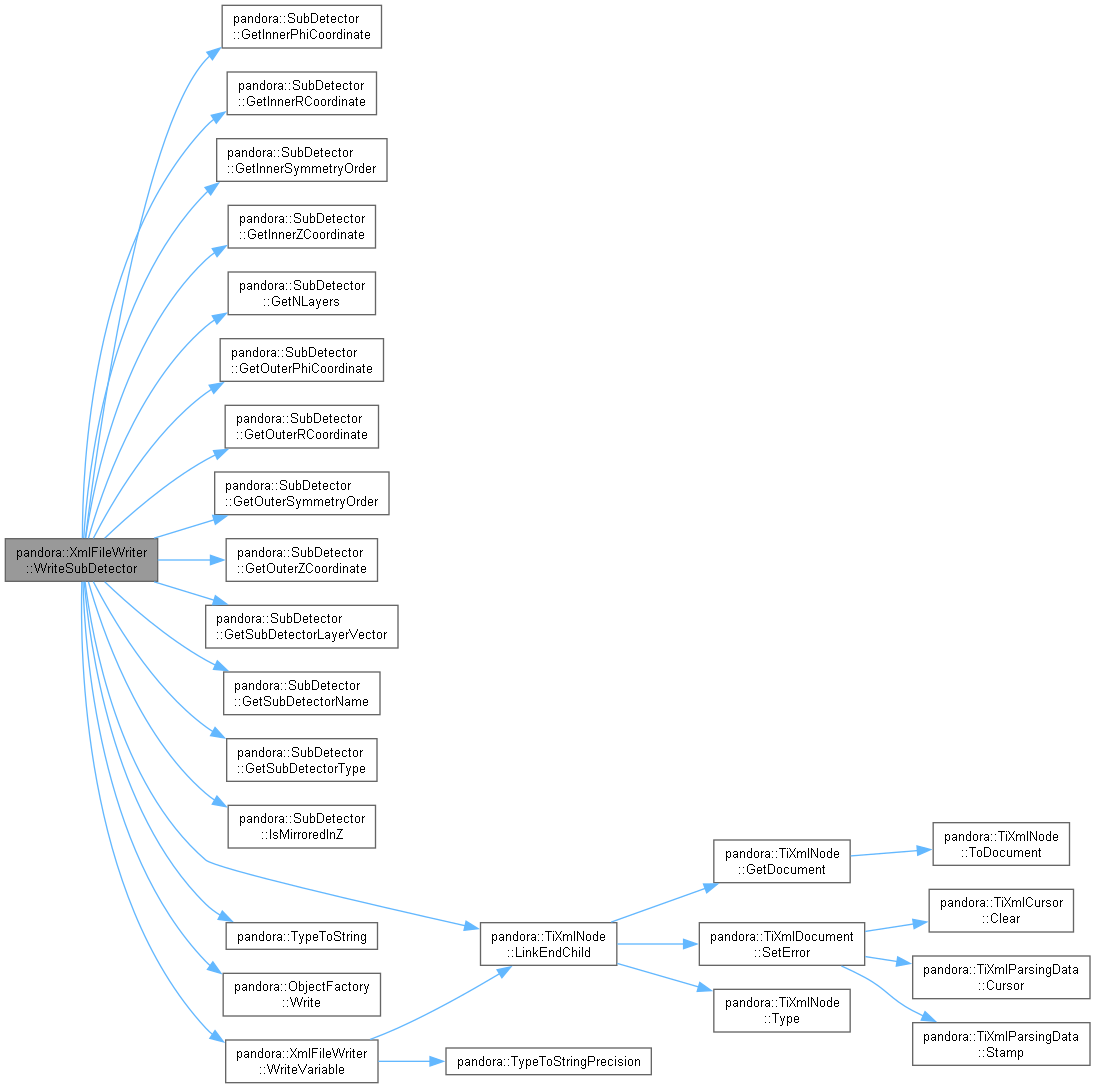 pandora::SubDetector
::GetInnerPhiCoordinate
pandora::SubDetector
::GetInnerRCoordinate
pandora::SubDetector
::GetInnerSymmetryOrder
pandora::SubDetector
::GetInnerZCoordinate
pandora::SubDetector
::GetNLayers
pandora::SubDetector
::GetOuterPhiCoordinate
pandora::SubDetector
::GetOuterRCoordinate
pandora::SubDetector
::GetOuterSymmetryOrder
pandora::XmlFileWriter
::WriteSubDetector
pandora::SubDetector
::GetOuterZCoordinate
pandora::SubDetector
::GetSubDetectorLayerVector
pandora::SubDetector
::GetSubDetectorName
pandora::SubDetector
::GetSubDetectorType
pandora::SubDetector
::IsMirroredInZ
pandora::TypeToString
pandora::ObjectFactory
::Write
pandora::XmlFileWriter
::WriteVariable
pandora::TiXmlNode
::LinkEndChild
pandora::TypeToStringPrecision
pandora::TiXmlNode
::GetDocument
pandora::TiXmlDocument
::SetError
pandora::TiXmlNode
::Type
pandora::TiXmlNode
::ToDocument
pandora::TiXmlCursor
::Clear
pandora::TiXmlParsingData
::Cursor
pandora::TiXmlParsingData
::Stamp